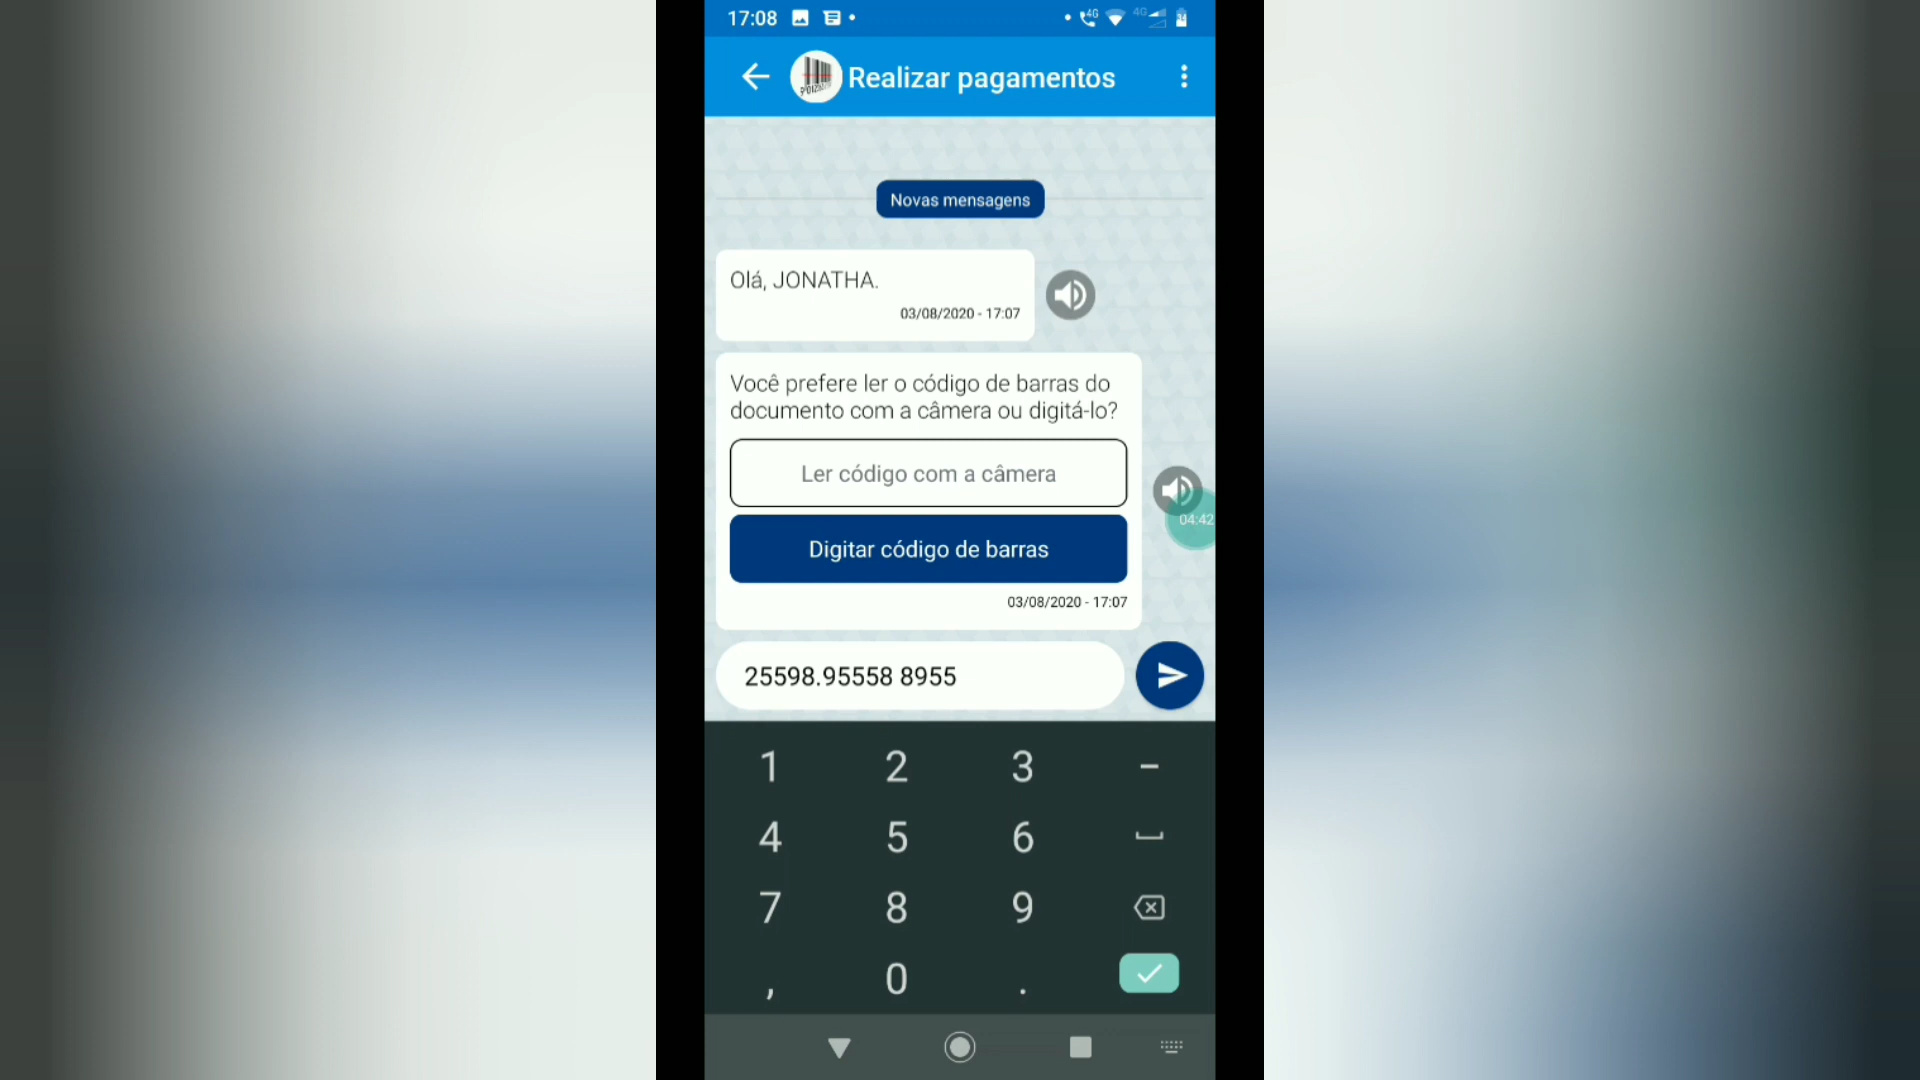 17:08
4G
4G
Realizar pagamentos
Novas mensagens
Olá, JONATHA.
03/08/2020 - 17:07
Você prefere ler o código de barras do
documento com a câmera ou digitá-lo?
Ler código com a câmera
04:42
Digitar código de barras
03/08/2020 - 17:07
25598.95558 8955
1 2 3 -
4 5 6
7 8 9
, 0 .